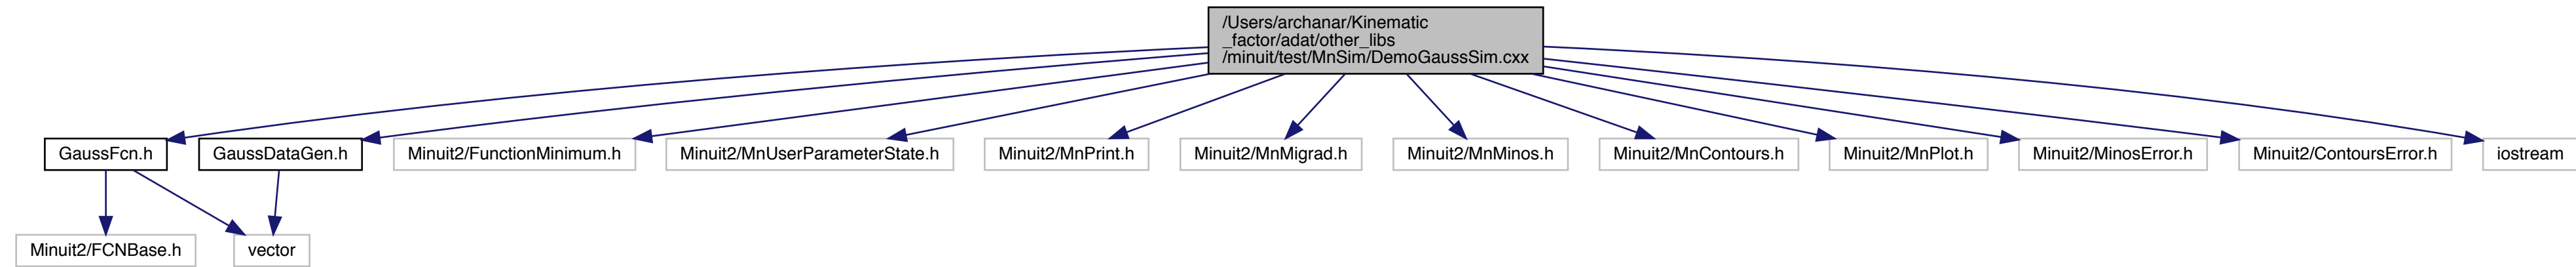 /Users/archanar/Kinematic
_factor/adat/other_libs
/minuit/test/MnSim/DemoGaussSim.cxx
GaussFcn.h
GaussDataGen.h
Minuit2/FunctionMinimum.h
Minuit2/MnUserParameterState.h
Minuit2/MnPrint.h
Minuit2/MnMigrad.h
Minuit2/MnMinos.h
Minuit2/MnContours.h
Minuit2/MnPlot.h
Minuit2/MinosError.h
Minuit2/ContoursError.h
iostream
Minuit2/FCNBase.h
vector